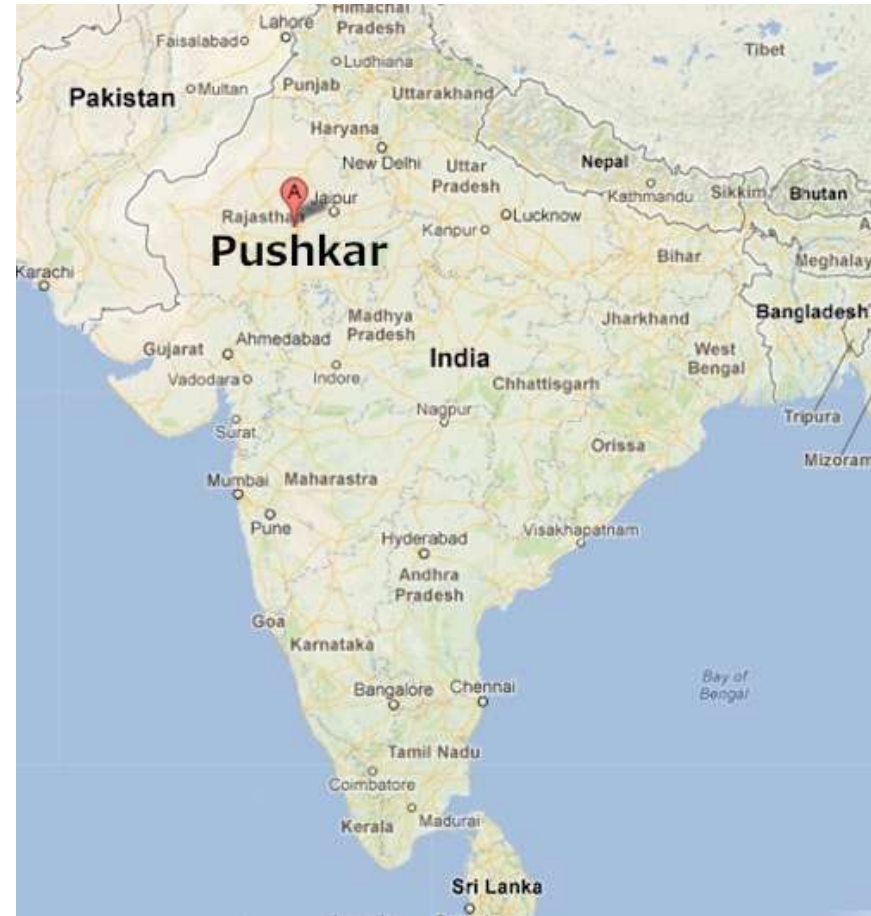 Himachal
Pradesh
Lahore
Faisalabad
Ludhiana
Tibet
Pakistan
Multan
Punjab
Uttarakhand
Haryana
New Delhi
Uttar
Pradesh
Nepal
Kathmandu
Sikkim
Bhutan
A
Jaipur
Rajasthan
Lucknow
Kanpur
Pushkar
Bihar
Meghalay
Karachi
Madhya
Pradesh
Jharkhand
Bangladesh
Gujarat
Ahmedabad
India
West
Bengal
Vadodara
Indore
Chhattisgarh
Nagpur
Tripura
Surat
Orissa
Mizoram
Mumbai
Maharastra
Pune
Visakhapatnam
Hyderabad
Andhra
Pradesh
Goa
Karnataka
Bangalore
Chennai
Bay of
Bengal
Tamil Nadu
Coimbatore
Kerala
Madurai
Sri Lanka